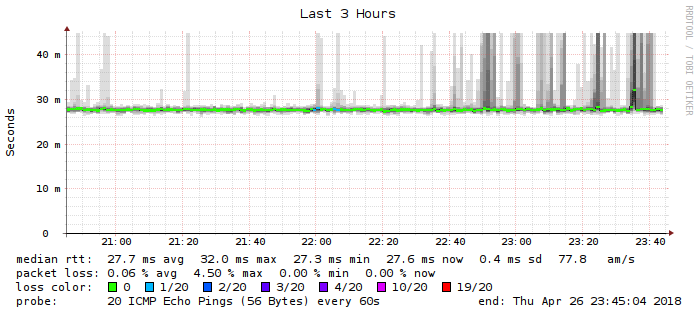 Last 3 Hours
RRDTOOL / TOBI OETIKER
Seconds
40 m
30 m
20 m
10 m
0
21:00 21:20 21:40 22:00 22:20 22:40 23:00 23:20 23:40
median rtt: 27.7 ms avg 32.0 ms max 27.3 ms min 27.6 ms now 0.4 ms sd 77.8 am/s
packet loss: 0.06 % avg 4.50 % max 0.00 % min 0.00 % now
loss color: 0 1/20 2/20 3/20 4/20 10/20 19/20
probe: 20 ICMP Echo Pings (56 Bytes) every 60s end: Thu Apr 26 23:45:04 2018